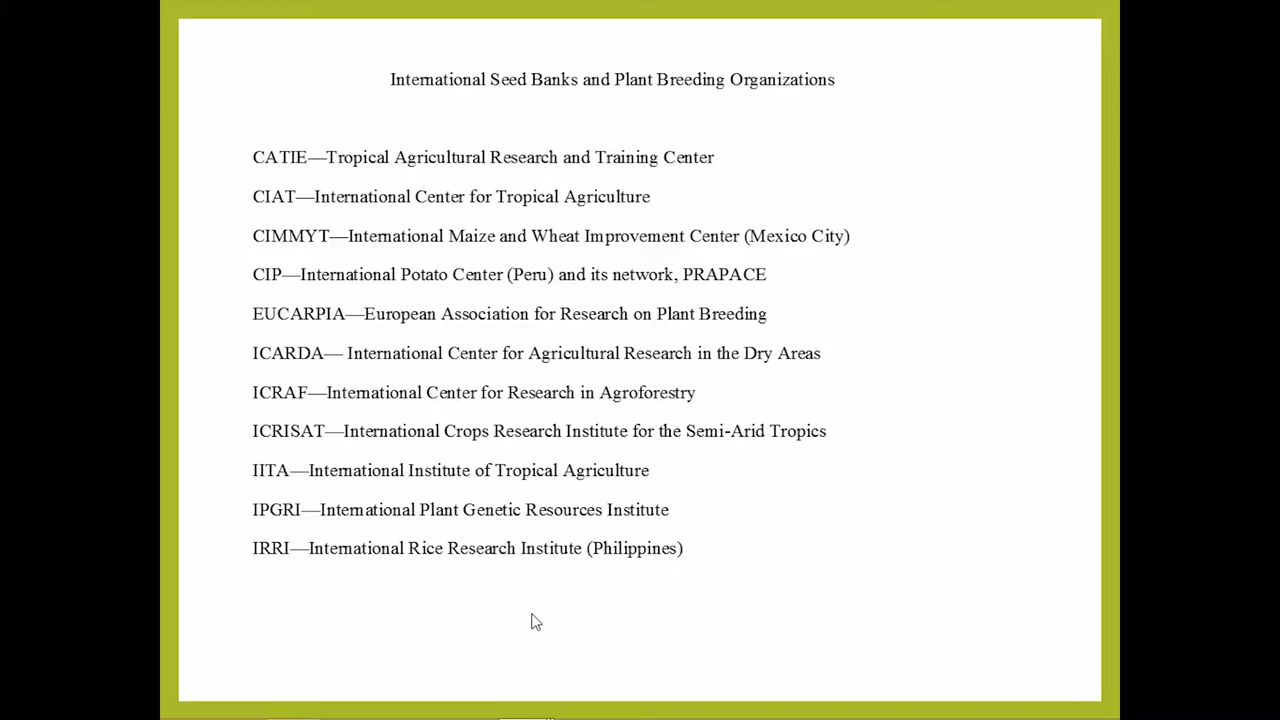 International Seed Banks and Plant Breeding Organizations
CATIE—Tropical Agricultural Research and Training Center
CIAT—International Center for Tropical Agriculture
CIMMYT—International Maize and Wheat Improvement Center (Mexico City)
CIP—International Potato Center (Peru) and its network, PRAPACE
EUCARPIA—European Association for Research on Plant Breeding
ICARDA— International Center for Agricultural Research in the Dry Areas
ICRAF—International Center for Research in Agroforestry
ICRISAT—International Crops Research Institute for the Semi-Arid Tropics
IITA—International Institute of Tropical Agriculture
IPGRI—International Plant Genetic Resources Institute
IRRI—International Rice Research Institute (Philippines)